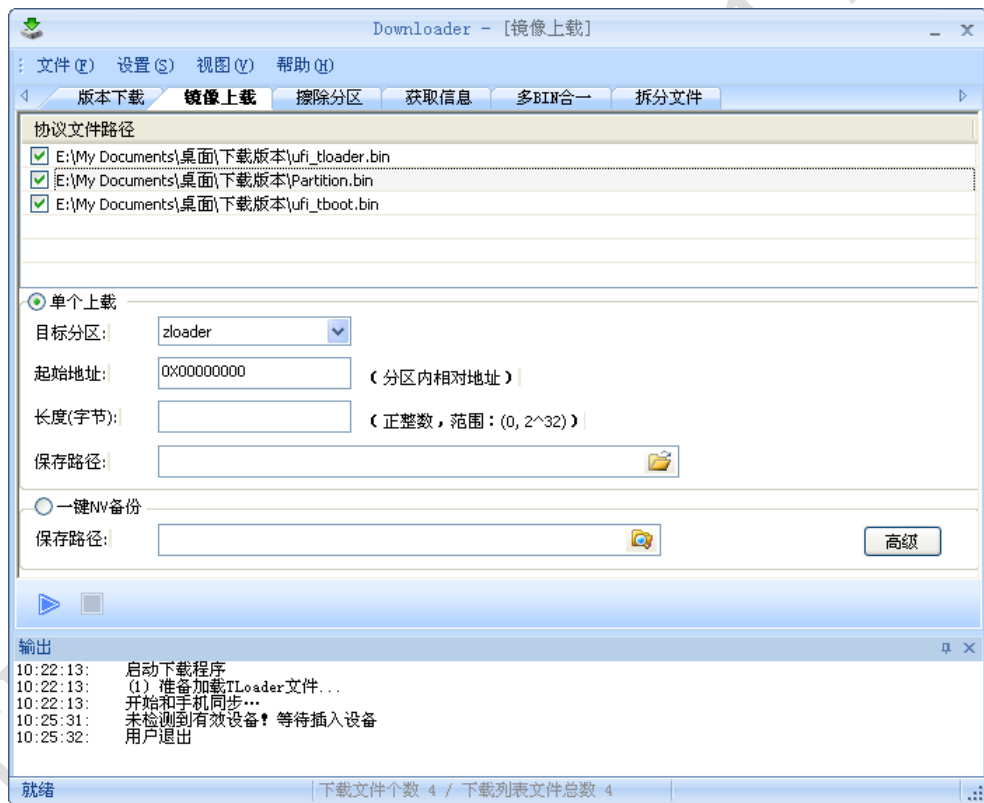 Downloader - [镜像上载]
文件(F) 设置(S) 视图(V) 帮助(H)
版本下载 镜像上载 擦除分区 获取信息 多BIN合一 拆分文件
协议文件路径
E:\My Documents\桌面\下载版本\ufi_tloader.bin
E:\My Documents\桌面\下载版本\Partition.bin
E:\My Documents\桌面\下载版本\ufi_tboot.bin
单个上载
目标分区: zloader
起始地址: 0X00000000 (分区内相对地址)
长度(字节): (正整数,范围:(0, 2^32))
保存路径:
一键NV备份
保存路径: 高级
输出
10:22:13: 启动下载程序
10:22:13: (1) 准备加载TLoader文件...
10:22:13: 开始和手机同步…
10:25:31: 未检测到有效设备!等待插入设备
10:25:32: 用户退出
就绪 下载文件个数 4 / 下载列表文件总数 4